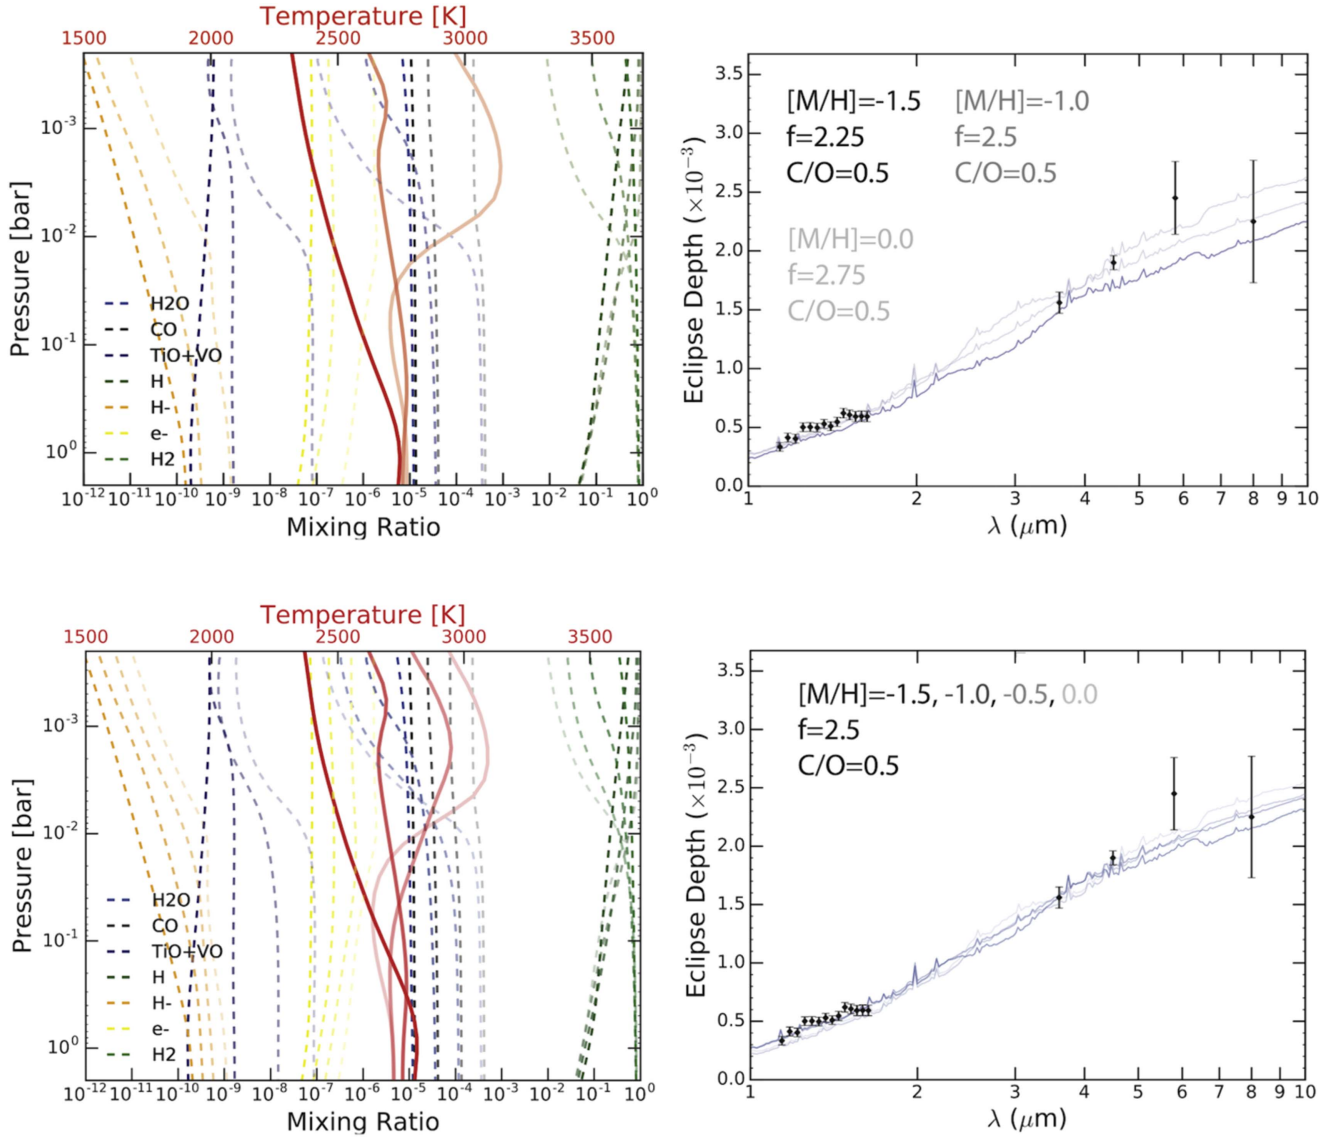 Temperature [K]
1500 2000 2500 3000 3500
Pressure [bar]
10⁻³
10⁻²
10⁻¹
10⁰
H2O
CO
TiO+VO
H
H-
e-
H2
10⁻¹² 10⁻¹¹ 10⁻¹⁰ 10⁻⁹ 10⁻⁸ 10⁻⁷ 10⁻⁶ 10⁻⁵ 10⁻⁴ 10⁻³ 10⁻² 10⁻¹ 10⁰
Mixing Ratio
Eclipse Depth (×10⁻³)
3.5
3.0
2.5
2.0
1.5
1.0
0.5
0.0
[M/H]=-1.5 [M/H]=-1.0
f=2.25 f=2.5
C/O=0.5 C/O=0.5
[M/H]=0.0
f=2.75
C/O=0.5
1 2 3 4 5 6 7 8 9 10
λ (μm)
Temperature [K]
1500 2000 2500 3000 3500
Pressure [bar]
10⁻³
10⁻²
10⁻¹
10⁰
H2O
CO
TiO+VO
H
H-
e-
H2
10⁻¹² 10⁻¹¹ 10⁻¹⁰ 10⁻⁹ 10⁻⁸ 10⁻⁷ 10⁻⁶ 10⁻⁵ 10⁻⁴ 10⁻³ 10⁻² 10⁻¹ 10⁰
Mixing Ratio
Eclipse Depth (×10⁻³)
3.5
3.0
2.5
2.0
1.5
1.0
0.5
0.0
[M/H]=-1.5, -1.0, -0.5, 0.0
f=2.5
C/O=0.5
1 2 3 4 5 6 7 8 9 10
λ (μm)